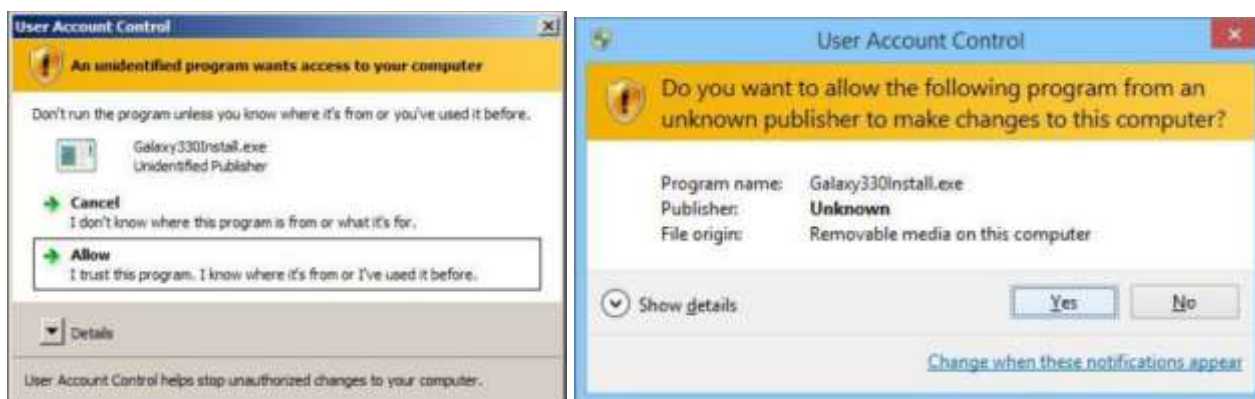 User Account Control
An unidentified program wants access to your computer
Don't run the program unless you know where it's from or you've used it before.
Galaxy330Install.exe
Unidentified Publisher
Cancel
I don't know where this program is from or what it's for.
Allow
I trust this program. I know where it's from or I've used it before.
Details
User Account Control helps stop unauthorized changes to your computer.
User Account Control
Do you want to allow the following program from an
unknown publisher to make changes to this computer?
Program name: Galaxy330Install.exe
Publisher: Unknown
File origin: Removable media on this computer
Show details
Yes No
Change when these notifications appear